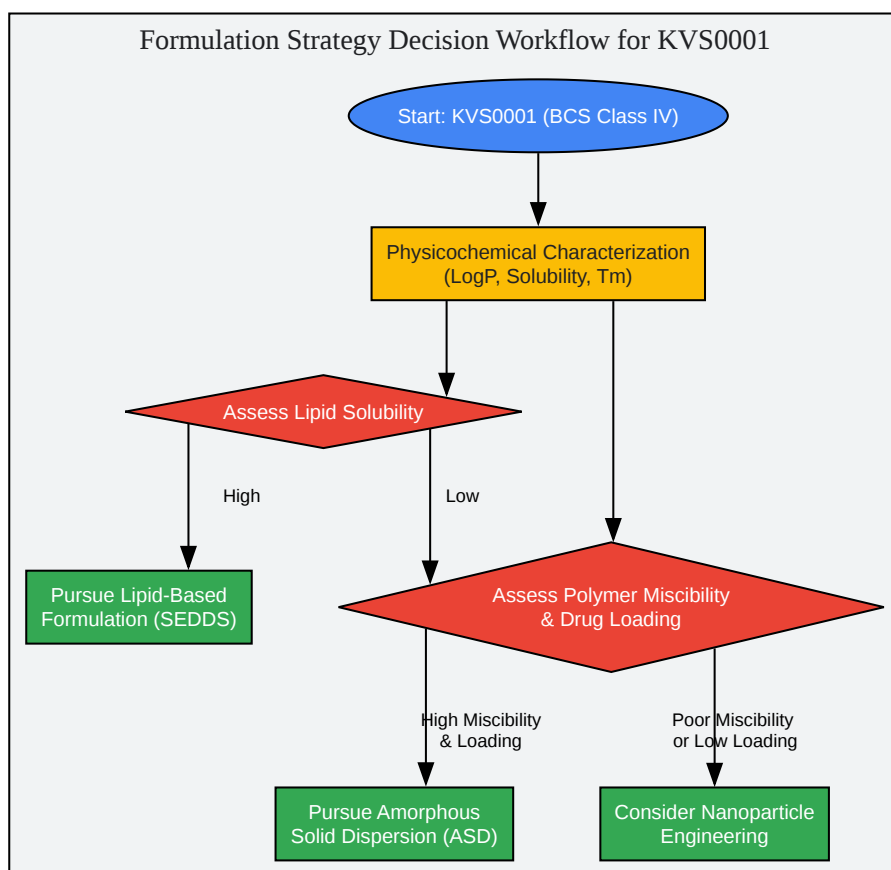 Formulation Strategy Decision Workflow for KVS0001
Start: KVS0001 (BCS Class IV)
Physicochemical Characterization
(LogP, Solubility, Tm)
Assess Lipid Solubility
High
Low
Pursue Lipid-Based
Formulation (SEDDS)
Assess Polymer Miscibility
& Drug Loading
High Miscibility
& Loading
Poor Miscibility
or Low Loading
Pursue Amorphous
Solid Dispersion (ASD)
Consider Nanoparticle
Engineering